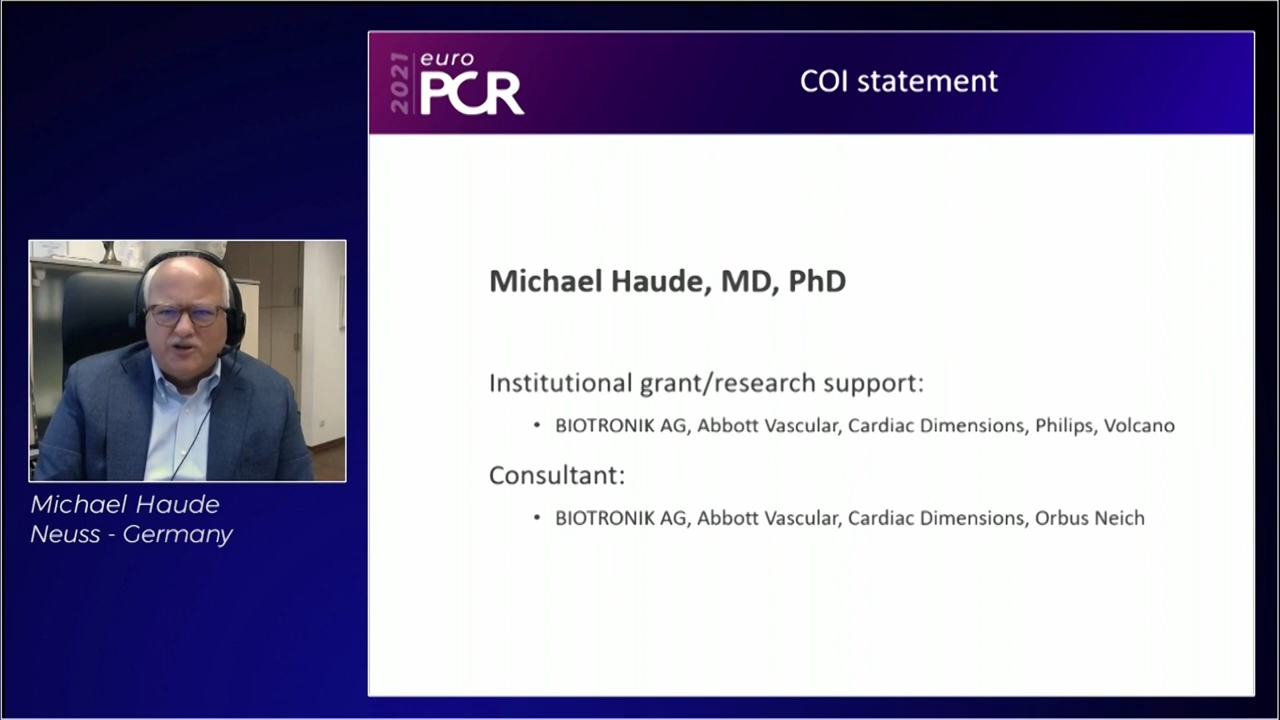 2021
euro
PCR
COI statement
Michael Haude, MD, PhD
Institutional grant/research support:
• BIOTRONIK AG, Abbott Vascular, Cardiac Dimensions, Philips, Volcano
Consultant:
• BIOTRONIK AG, Abbott Vascular, Cardiac Dimensions, Orbus Neich
Michael Haude
Neuss - Germany